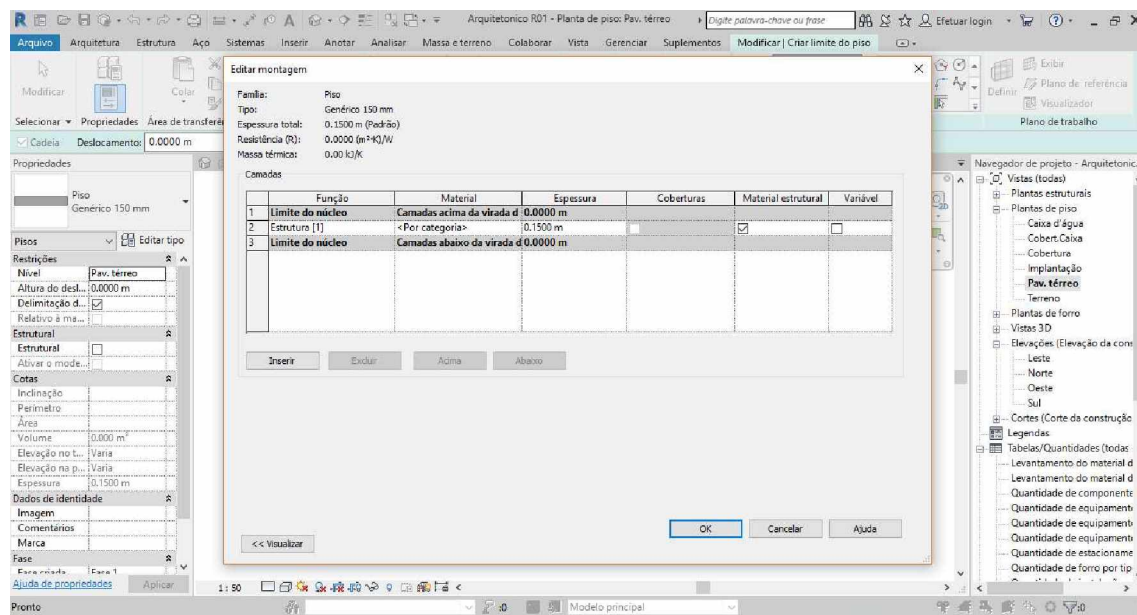 Arquitetonico R01 - Planta de piso: Pav. térreo
Digite palavra-chave ou frase
Efetuar login
Arquivo Arquitetura Estrutura Aço Sistemas Inserir Anotar Analisar Massa e terreno Colaborar Vista Gerenciar Suplementos Modificar | Criar limite do piso
Modificar
Colar
Definir
Exibir
Plano de referência
Visualizador
Selecionar Propriedades Área de transferê
Plano de trabalho
Cadeia Deslocamento: 0.0000 m
Propriedades
Piso
Genérico 150 mm
Pisos Editar tipo
Restrições
Nível Pav. térreo
Altura do desl... 0.0000 m
Delimitação d...
Relativo à ma...
Estrutural
Estrutural
Ativar o mode...
Cotas
Inclinação
Perímetro
Área
Volume 0.000 m³
Elevação no t... Varia
Elevação na p... Varia
Espessura 0.1500 m
Dados de identidade
Imagem
Comentários
Marca
Fase
Fase criada Fase 1
Ajuda de propriedades Aplicar
Editar montagem
Família: Piso
Tipo: Genérico 150 mm
Espessura total: 0.1500 m (Padrão)
Resistência (R): 0.0000 (m²·K)/W
Massa térmica: 0.00 kJ/K
Camadas
Função Material Espessura Coberturas Material estrutural Variável
1 Limite do núcleo Camadas acima da virada d 0.0000 m
2 Estrutura [1] <Por categoria> 0.1500 m
3 Limite do núcleo Camadas abaixo da virada d 0.0000 m
Inserir Excluir Acima Abaixo
OK Cancelar Ajuda
<< Visualizar
Navegador de projeto - Arquitetonic
Vistas (todas)
Plantas estruturais
Plantas de piso
Caixa d'água
Cobert.Caixa
Cobertura
Implantação
Pav. térreo
Terreno
Plantas de forro
Vistas 3D
Elevações (Elevação da cons
Leste
Norte
Oeste
Sul
Cortes (Corte da construção
Legendas
Tabelas/Quantidades (todas
Levantamento do material d
Levantamento do material d
Quantidade de componente
Quantidade de equipament
Quantidade de equipament
Quantidade de equipament
Quantidade de estacioname
Quantidade de forro por tip
1 : 50
Pronto
:0
Modelo principal
:0